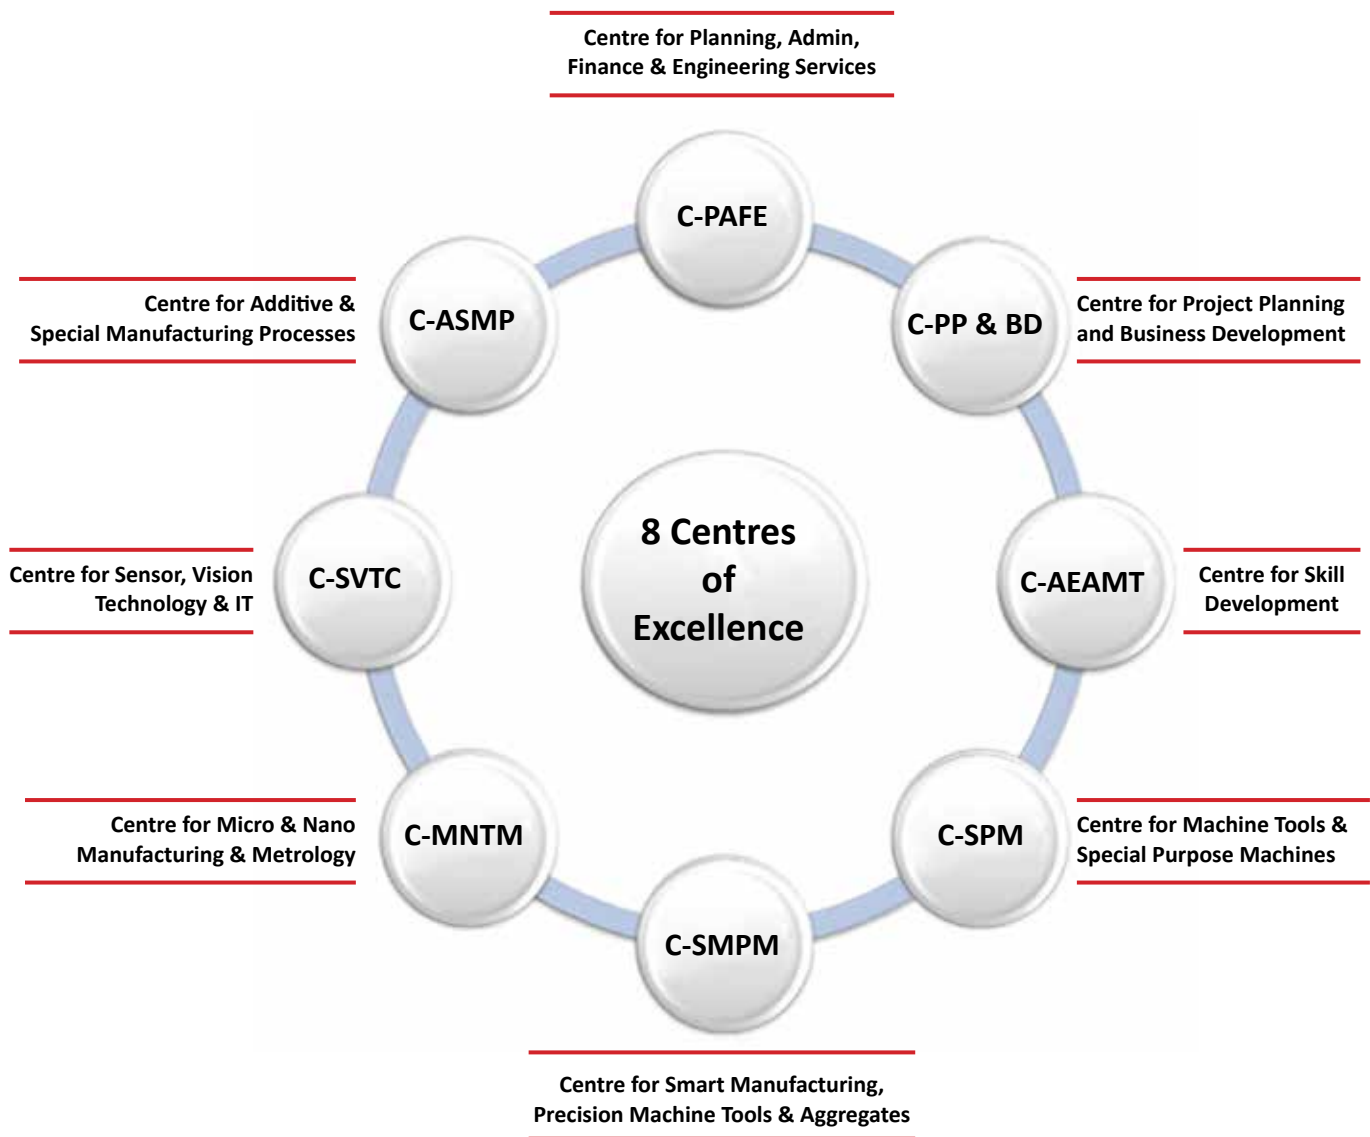 Centre for Planning, Admin,
Finance & Engineering Services
C-PAFE
C-PP & BD
Centre for Project Planning
and Business Development
C-AEAMT
Centre for Skill
Development
C-SPM
Centre for Machine Tools &
Special Purpose Machines
C-SMPM
Centre for Smart Manufacturing,
Precision Machine Tools & Aggregates
C-MNTM
Centre for Micro & Nano
Manufacturing & Metrology
C-SVTC
Centre for Sensor, Vision
Technology & IT
C-ASMP
Centre for Additive &
Special Manufacturing Processes
8 Centres
of
Excellence